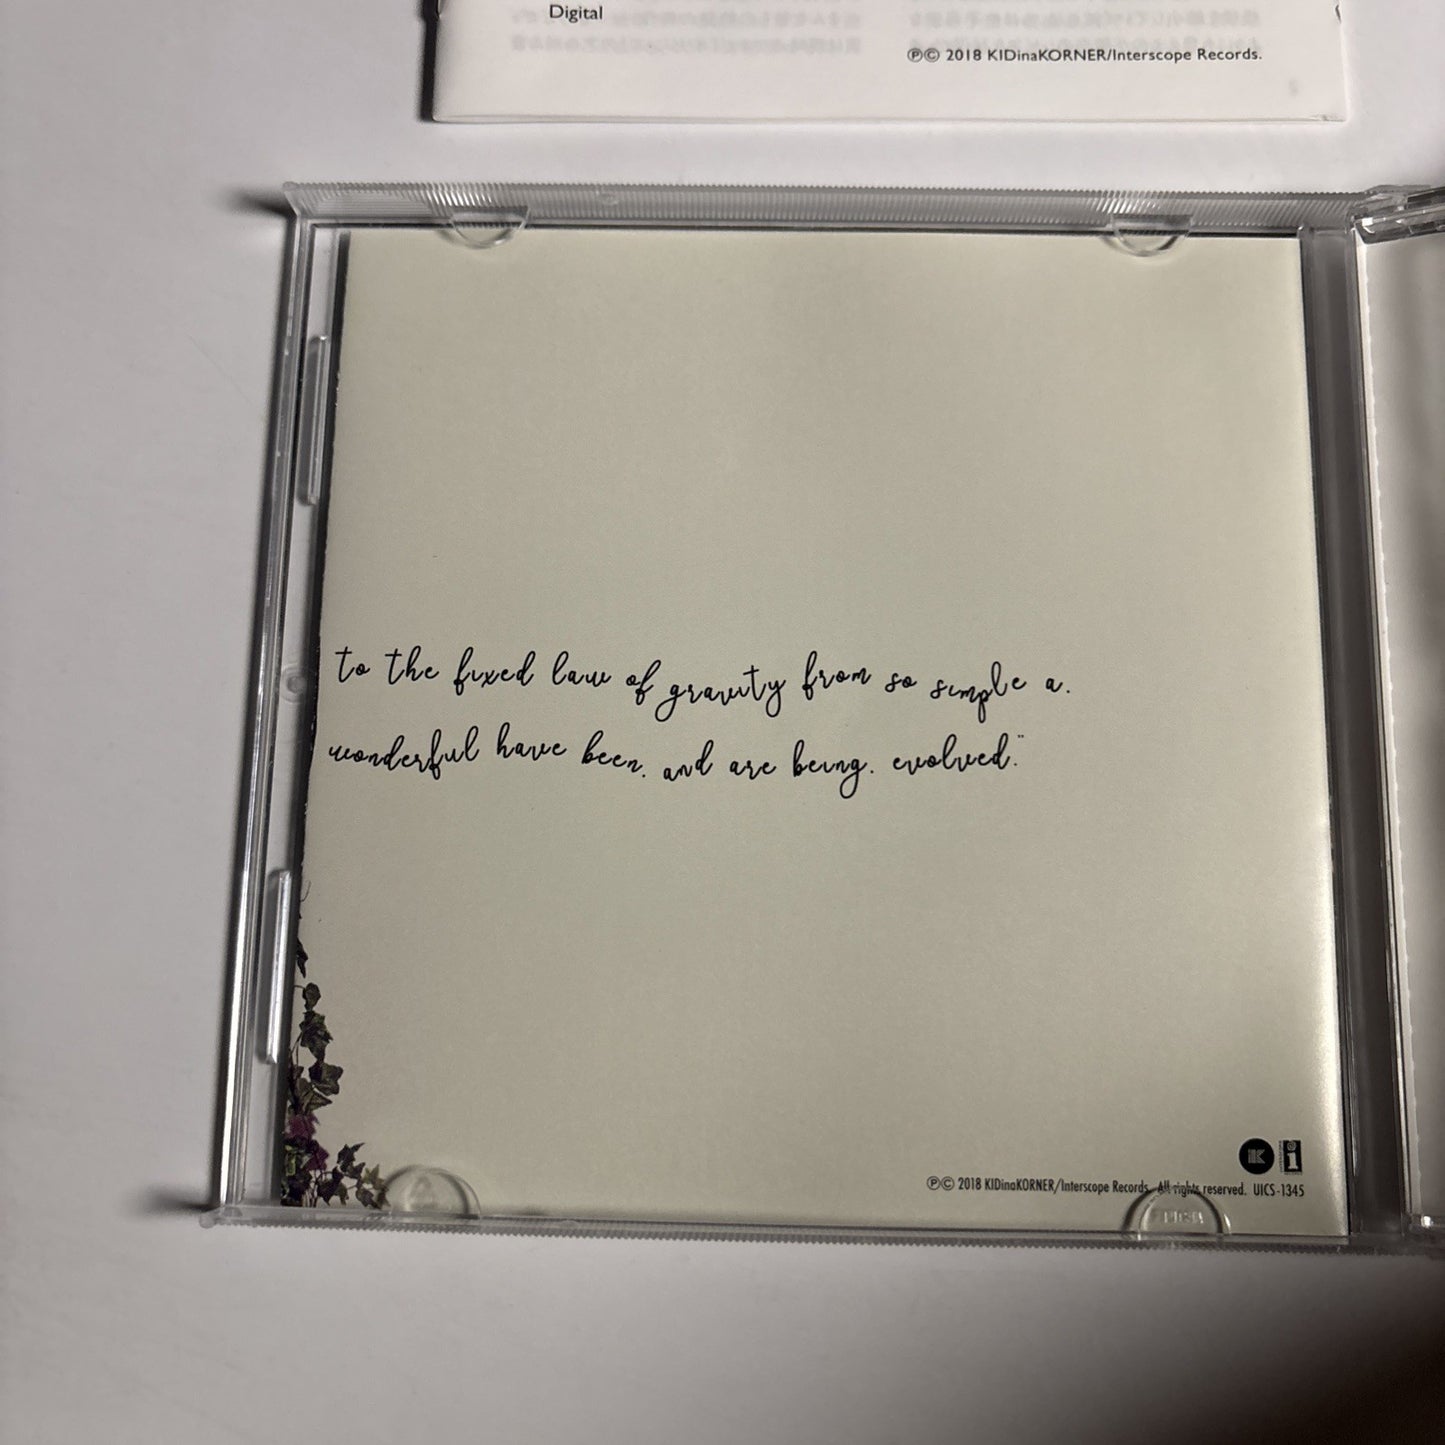 Digital
℗© 2018 KIDinaKORNER/Interscope Records.
to the fixed law of gravity from so simple a.
wonderful have been. and are being. evolved."
℗© 2018 KIDinaKORNER/Interscope Records. All rights reserved. UICS-1345